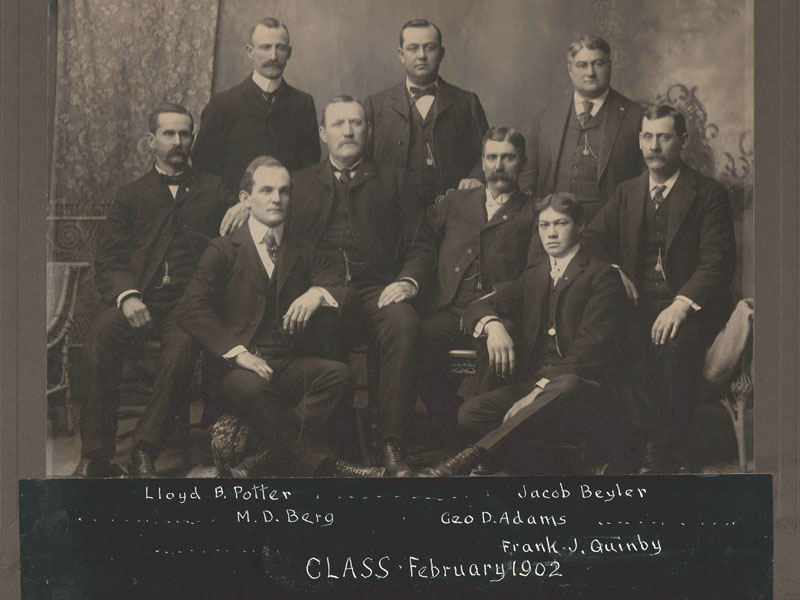 Lloyd B. Potter . . . . . . . . . . . . . . . Jacob Beyler
. . . . . . . . . . . . M. D. Berg Geo D. Adams . . . . . . . . . . . .
. . . . . . . . . . . . Frank J. Quinby
CLASS · February 1902